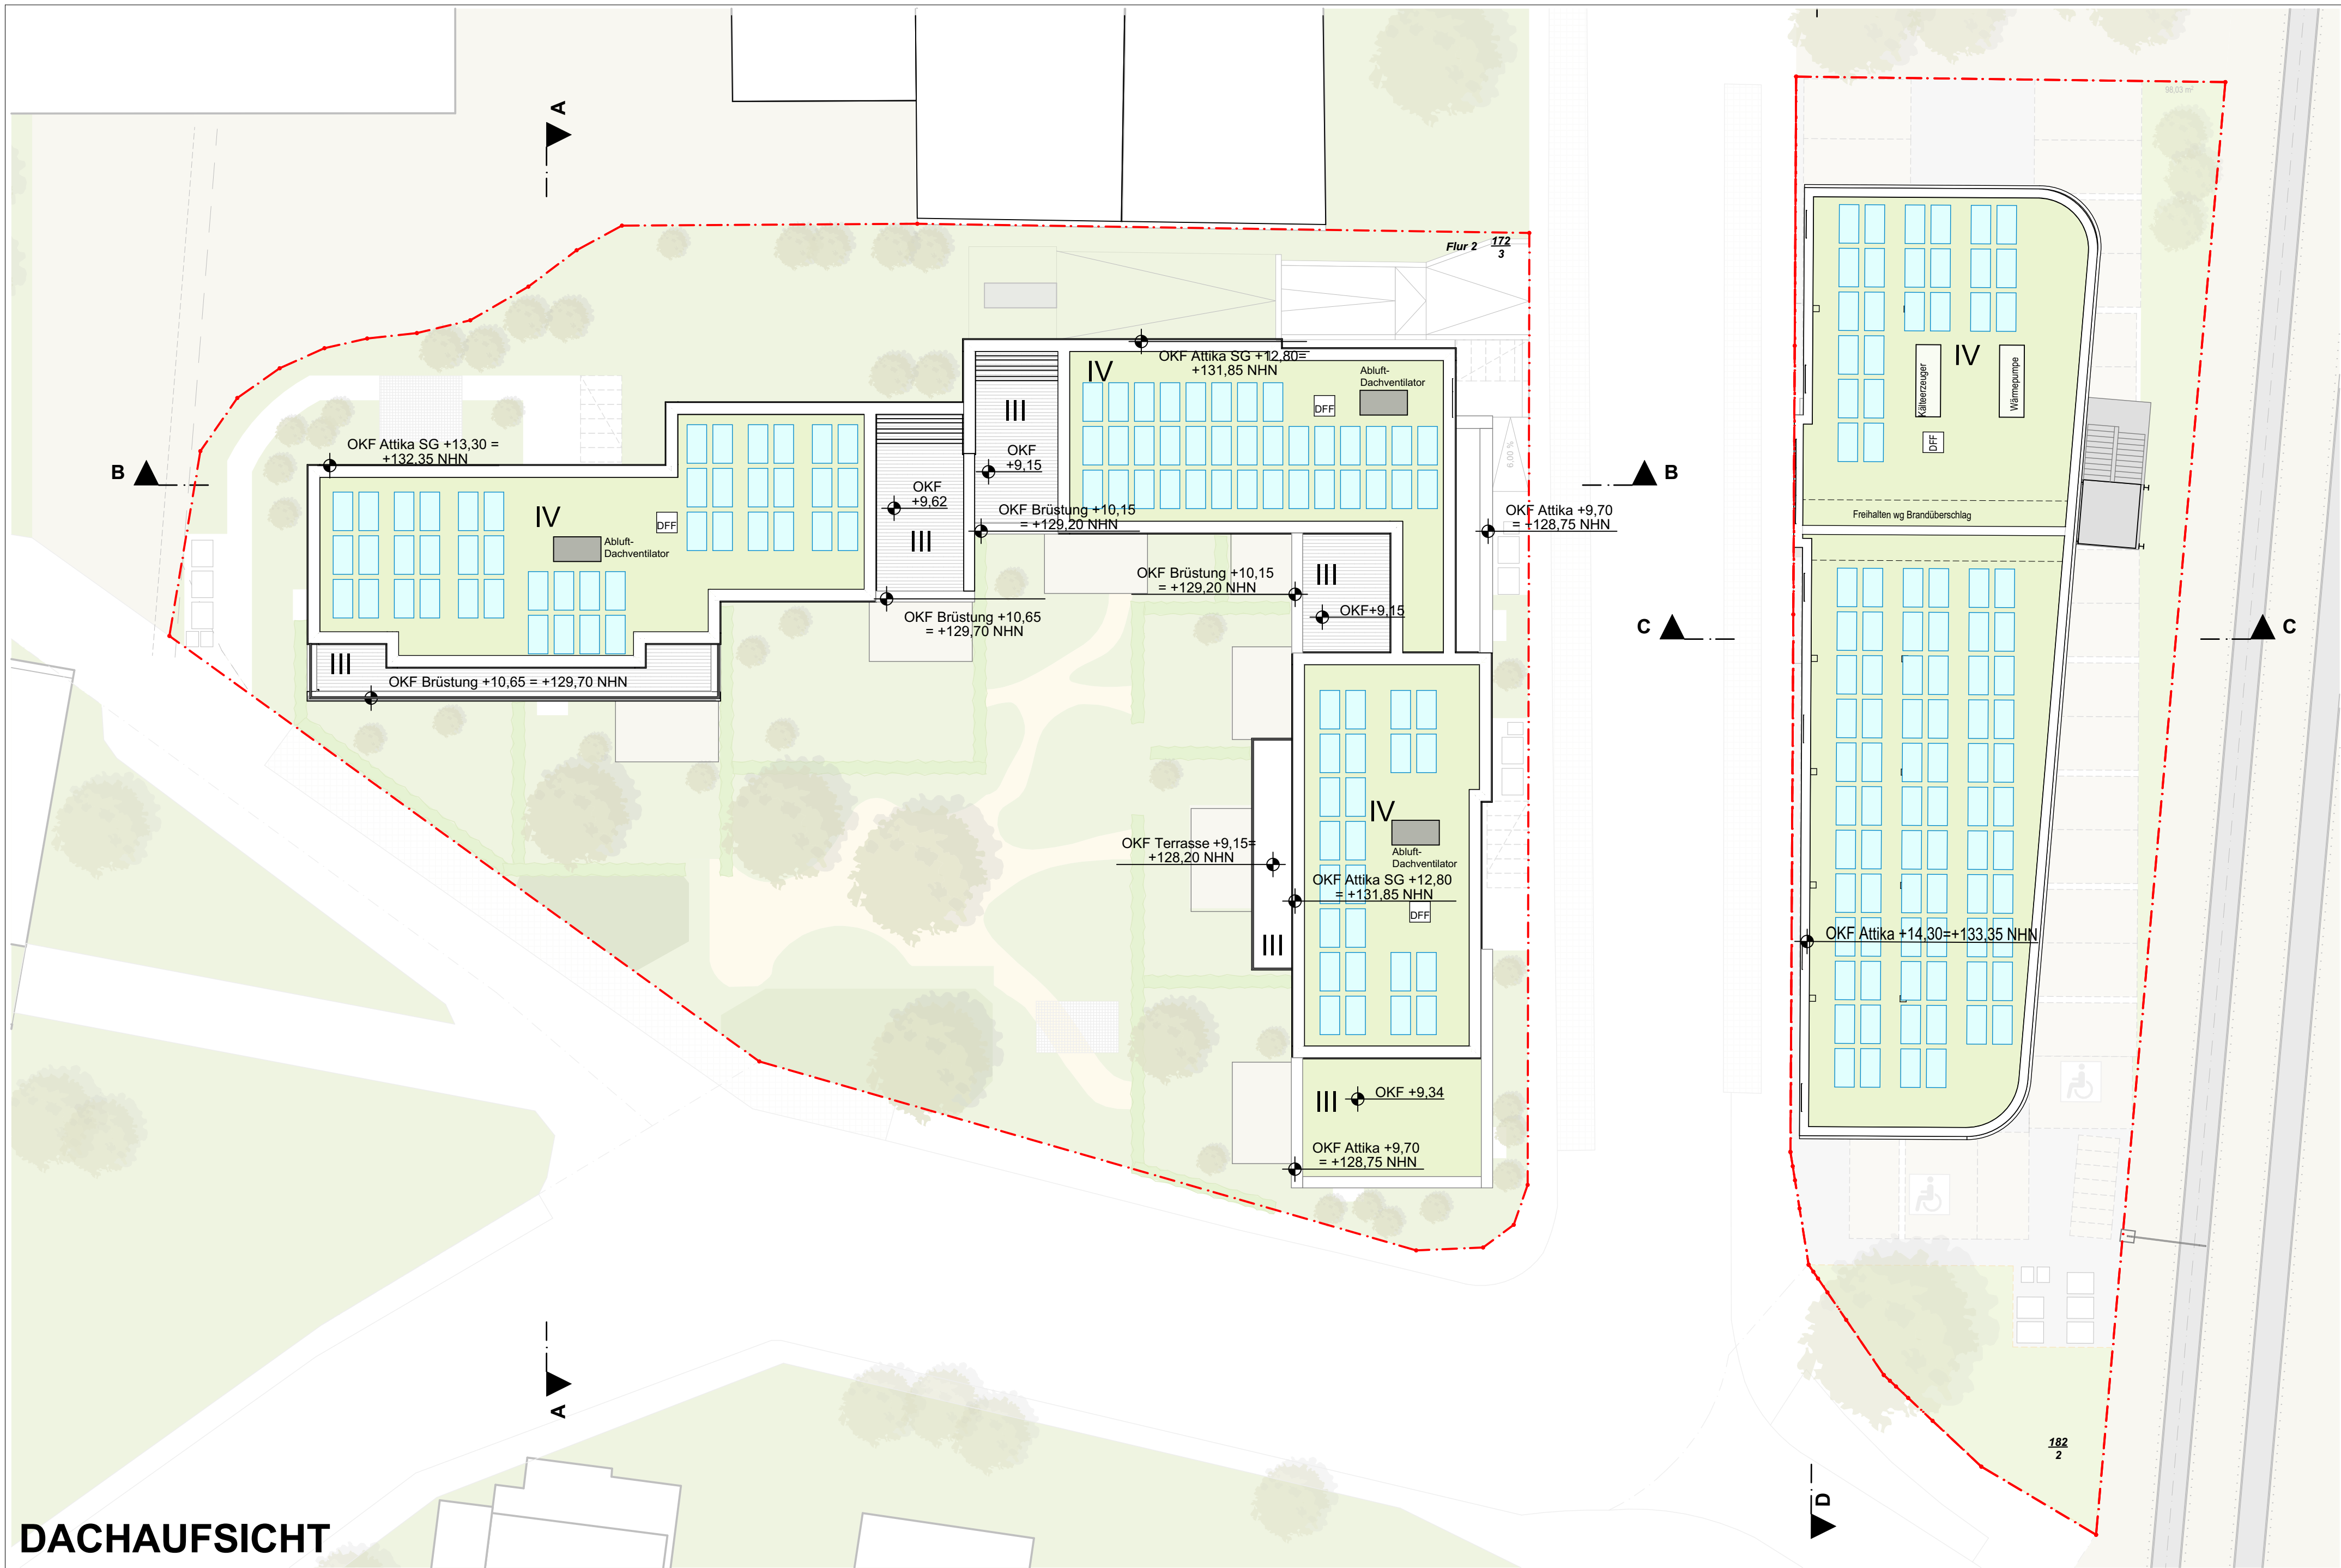 98,03 m²
A
Flur 2
172
3
OKF Attika SG +12,80=
+131,85 NHN
IV
Abluft-
Dachventilator
DFF
III
OKF
+9,15
OKF Attika SG +13,30 =
+132,35 NHN
B
IV
DFF
Abluft-
Dachventilator
OKF
+9,62
III
OKF Brüstung +10,15
= +129,20 NHN
6,00 %
OKF Attika +9,70
= +128,75 NHN
B
Kälteerzeuger
IV
Wärmepumpe
DFF
Freihalten wg Brandüberschlag
OKF Brüstung +10,15
= +129,20 NHN
III
OKF+9,15
OKF Brüstung +10,65
= +129,70 NHN
C
C
III
OKF Brüstung +10,65 = +129,70 NHN
IV
Abluft-
Dachventilator
OKF Terrasse +9,15=
+128,20 NHN
OKF Attika SG +12,80
= +131,85 NHN
DFF
III
OKF Attika +14,30=+133,35 NHN
III
OKF +9,34
OKF Attika +9,70
= +128,75 NHN
A
182
2
D
DACHAUFSICHT